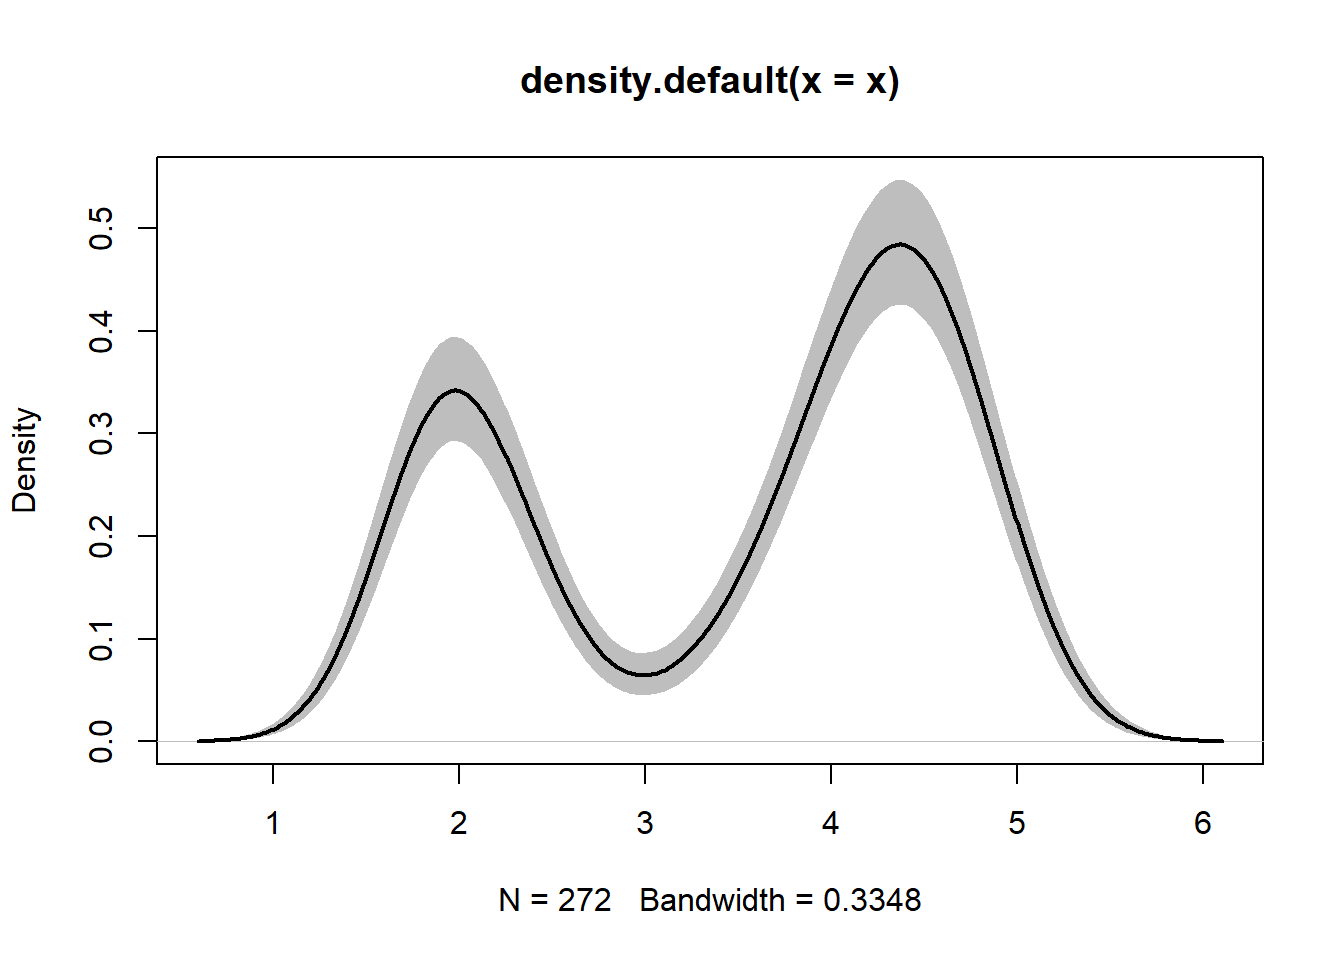 density.default(x = x)
Density
0.5
0.4
0.3
0.2
0.1
0.0
1 2 3 4 5 6
N = 272   Bandwidth = 0.3348